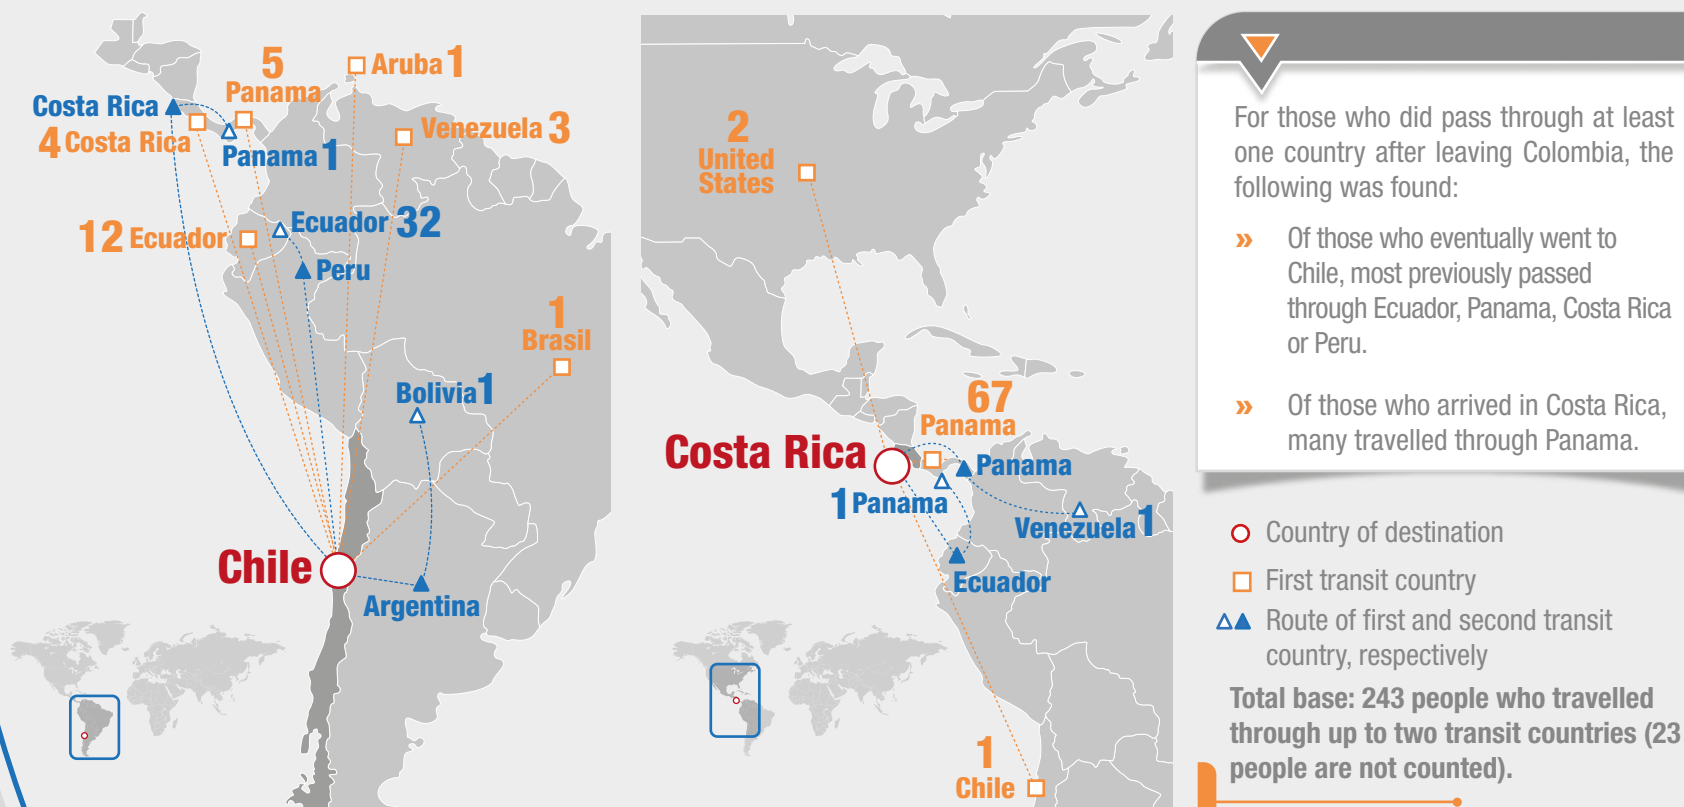 5
Panama
Aruba 1
Costa Rica
4 Costa Rica
Panama 1
Venezuela 3
12 Ecuador
Ecuador 32
Peru
1
Brasil
Bolivia 1
Chile
Argentina
2
United
States
67
Panama
Costa Rica
Panama
1 Panama
Venezuela 1
Ecuador
1
Chile
For those who did pass through at least
one country after leaving Colombia, the
following was found:
» Of those who eventually went to
Chile, most previously passed
through Ecuador, Panama, Costa Rica
or Peru.
» Of those who arrived in Costa Rica,
many travelled through Panama.
Country of destination
First transit country
Route of first and second transit
country, respectively
Total base: 243 people who travelled
through up to two transit countries (23
people are not counted).